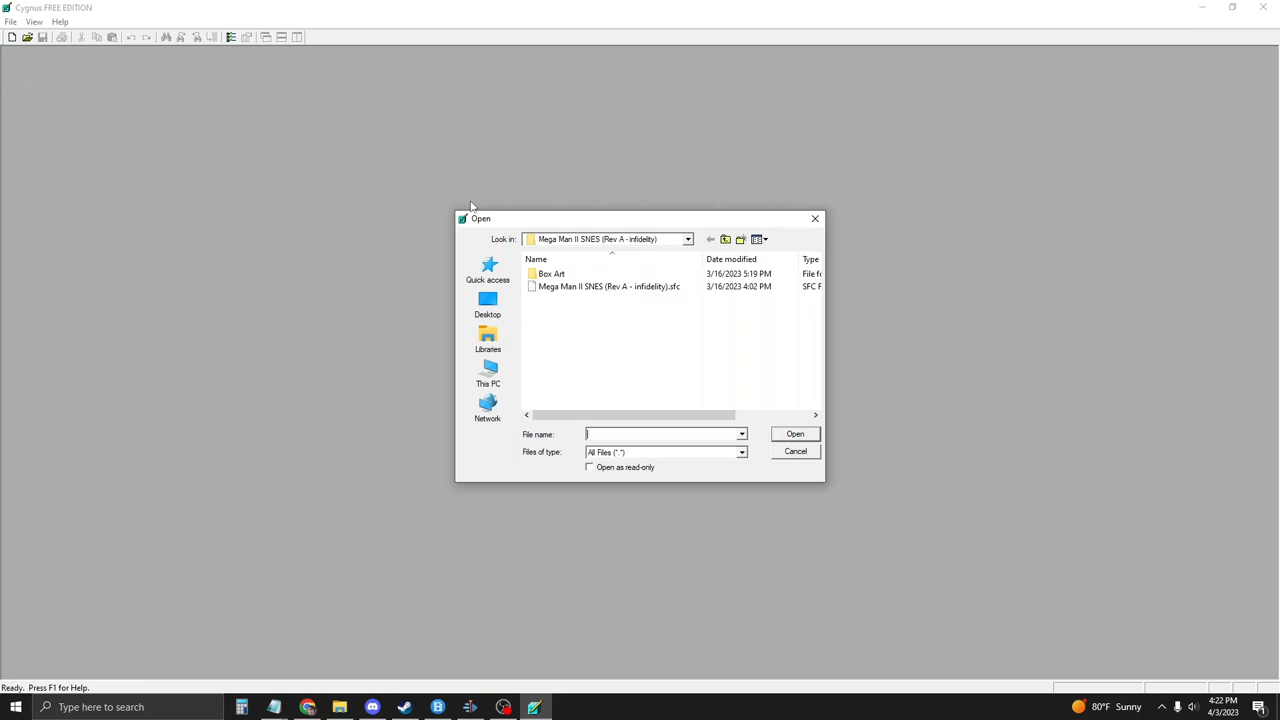 Cygnus FREE EDITION
File View Help
Open
Look in: Mega Man II SNES (Rev A - infidelity)
Name Date modified Type
Box Art 3/16/2023 5:19 PM File fo
Mega Man II SNES (Rev A - infidelity).sfc 3/16/2023 4:02 PM SFC F
Quick access
Desktop
Libraries
This PC
Network
File name: Open
Files of type: All Files (*.*) Cancel
Open as read-only
Ready. Press F1 for Help.
Type here to search 80°F Sunny 4:22 PM
4/3/2023